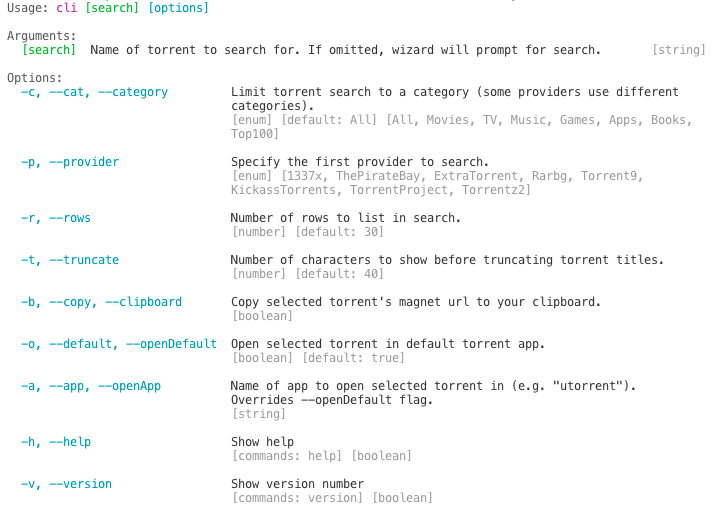 Usage: cli [search] [options]
Arguments:
[search] Name of torrent to search for. If omitted, wizard will prompt for search. [string]
Options:
-c, --cat, --category Limit torrent search to a category (some providers use different
categories).
[enum] [default: All] [All, Movies, TV, Music, Games, Apps, Books,
Top100]
-p, --provider Specify the first provider to search.
[enum] [1337x, ThePirateBay, ExtraTorrent, Rarbg, Torrent9,
KickassTorrents, TorrentProject, Torrentz2]
-r, --rows Number of rows to list in search.
[number] [default: 30]
-t, --truncate Number of characters to show before truncating torrent titles.
[number] [default: 40]
-b, --copy, --clipboard Copy selected torrent's magnet url to your clipboard.
[boolean]
-o, --default, --openDefault Open selected torrent in default torrent app.
[boolean] [default: true]
-a, --app, --openApp Name of app to open selected torrent in (e.g. "utorrent").
Overrides --openDefault flag.
[string]
-h, --help Show help
[commands: help] [boolean]
-v, --version Show version number
[commands: version] [boolean]